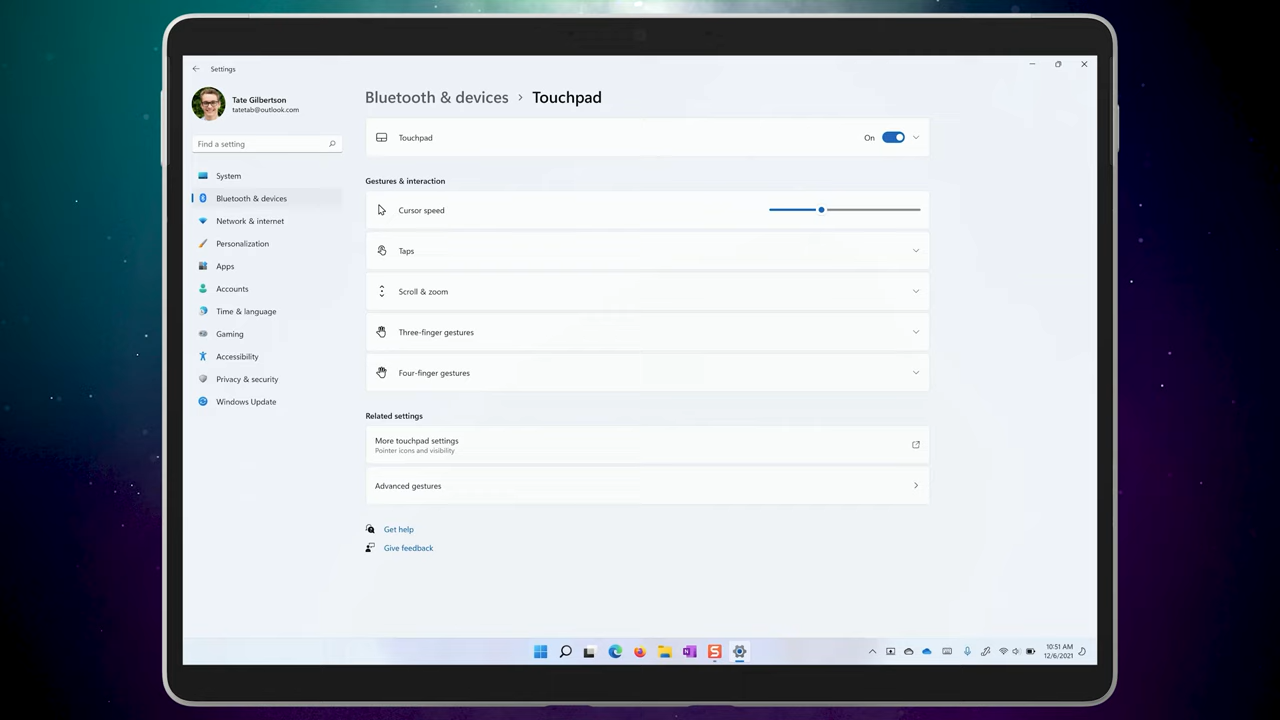 Settings
Tate Gilbertson
tatetab@outlook.com
Find a setting
System
Bluetooth & devices
Network & internet
Personalization
Apps
Accounts
Time & language
Gaming
Accessibility
Privacy & security
Windows Update
Bluetooth & devices › Touchpad
Touchpad On
Gestures & interaction
Cursor speed
Taps
Scroll & zoom
Three-finger gestures
Four-finger gestures
Related settings
More touchpad settings
Pointer icons and visibility
Advanced gestures
Get help
Give feedback
10:51 AM
12/6/2021